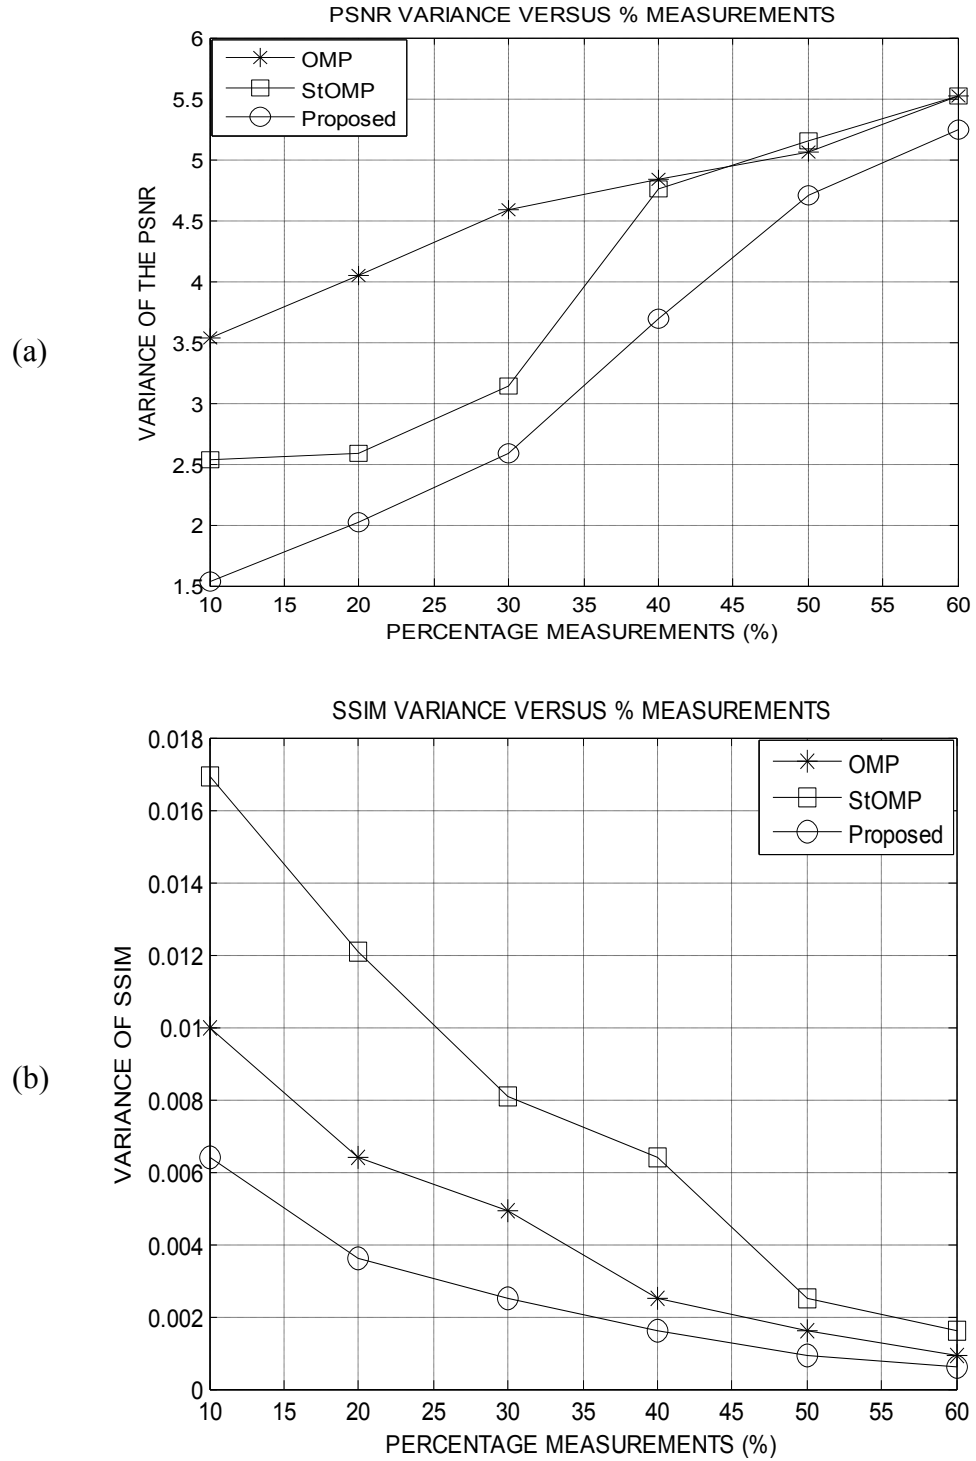 PSNR VARIANCE VERSUS % MEASUREMENTS
6
5.5
5
4.5
4
3.5
3
2.5
2
1.5
OMP
StOMP
Proposed
VARIANCE OF THE PSNR
(a)
10 15 20 25 30 35 40 45 50 55 60
PERCENTAGE MEASUREMENTS (%)
SSIM VARIANCE VERSUS % MEASUREMENTS
0.018
0.016
0.014
0.012
0.01
0.008
0.006
0.004
0.002
0
OMP
StOMP
Proposed
VARIANCE OF SSIM
(b)
10 15 20 25 30 35 40 45 50 55 60
PERCENTAGE MEASUREMENTS (%)